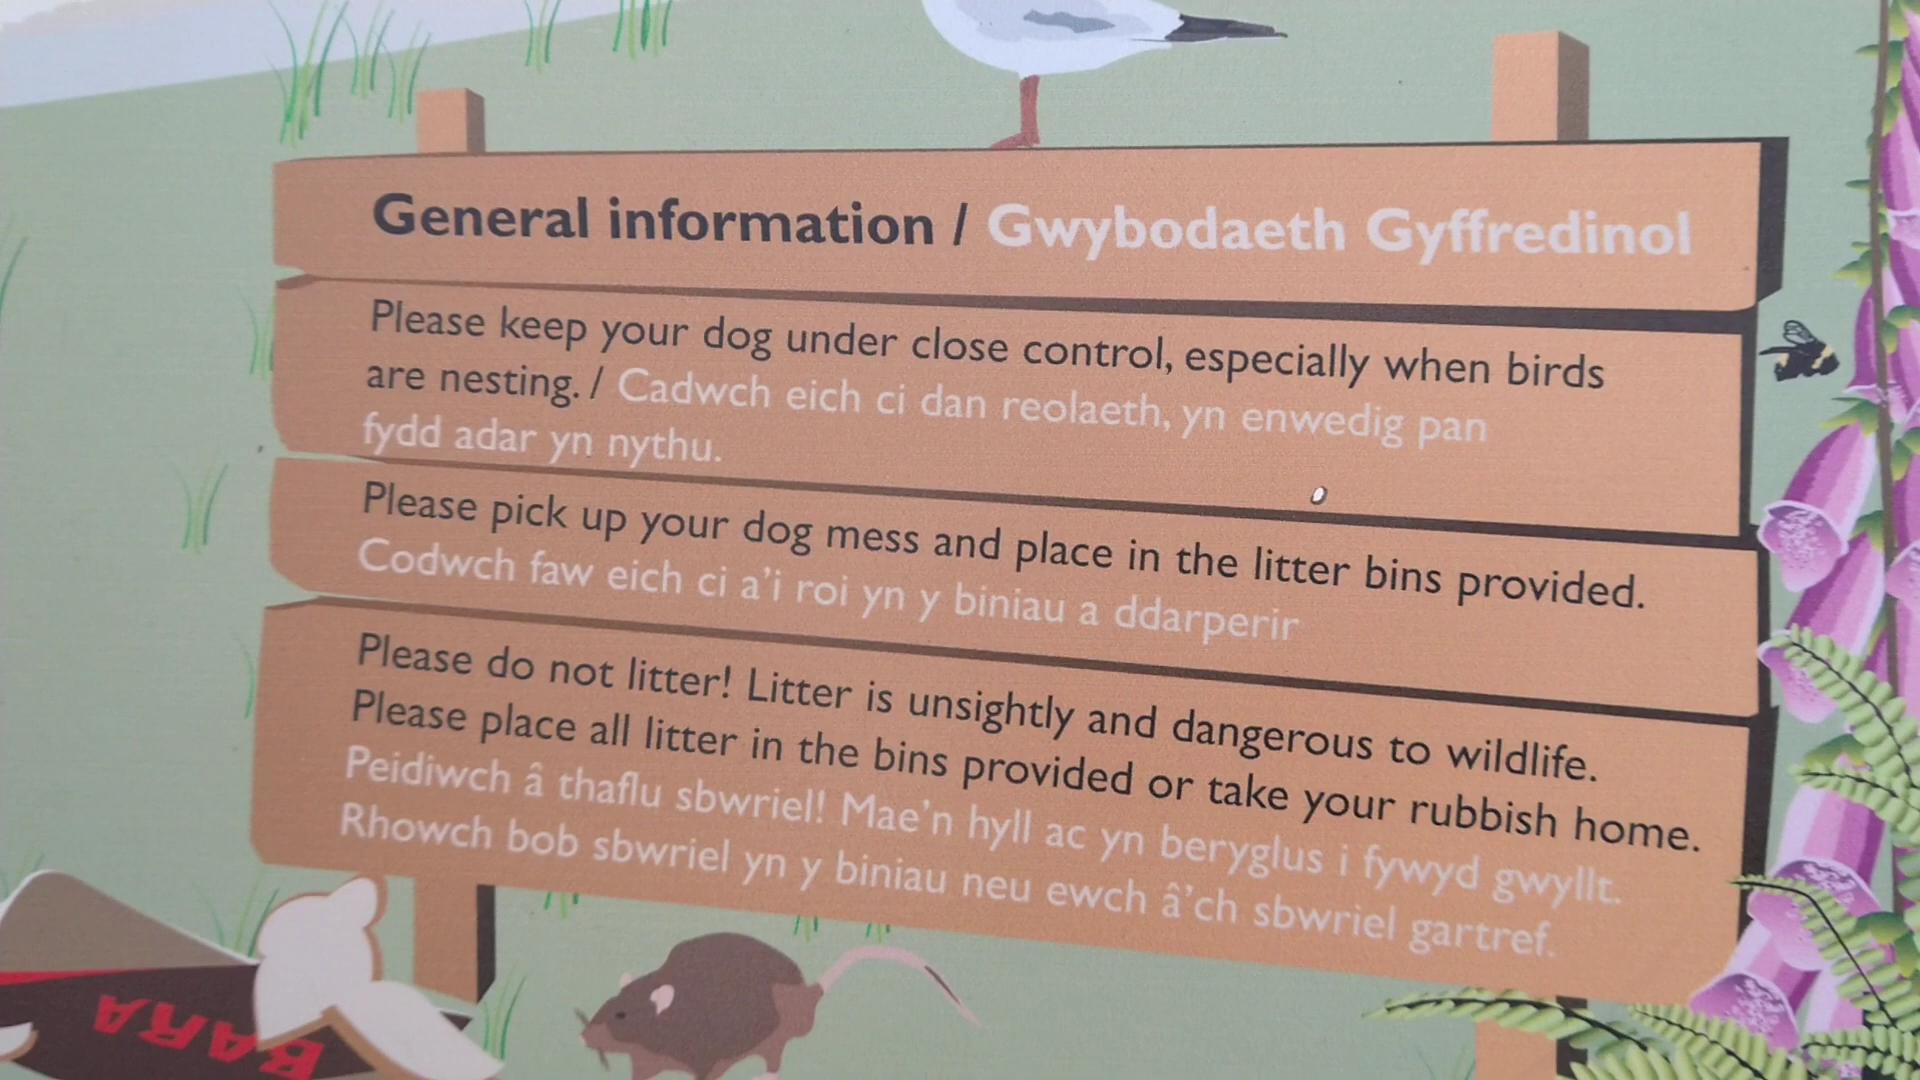 General information / Gwybodaeth Gyffredinol
Please keep your dog under close control, especially when birds
are nesting. / Cadwch eich ci dan reolaeth, yn enwedig pan
fydd adar yn nythu.
Please pick up your dog mess and place in the litter bins provided.
Codwch faw eich ci a'i roi yn y biniau a ddarperir
Please do not litter! Litter is unsightly and dangerous to wildlife.
Please place all litter in the bins provided or take your rubbish home.
Peidiwch â thaflu sbwriel! Mae'n hyll ac yn beryglus i fywyd gwyllt.
Rhowch bob sbwriel yn y biniau neu ewch â'ch sbwriel gartref.
BARA